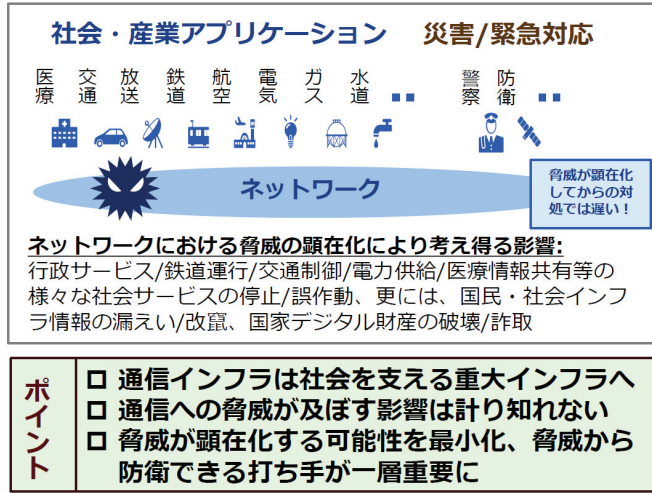 社会・産業アプリケーション 災害/緊急対応
医療 交通 放送 鉄道 航空 電気 ガス 水道 ▪▪ 警察 防衛 ▪▪
ネットワーク
脅威が顕在化
してからの対
処では遅い！
ネットワークにおける脅威の顕在化により考え得る影響:
行政サービス/鉄道運行/交通制御/電力供給/医療情報共有等の
様々な社会サービスの停止/誤作動、更には、国民・社会インフ
ラ情報の漏えい/改竄、国家デジタル財産の破壊/詐取
ポイント
通信インフラは社会を支える重大インフラへ
通信への脅威が及ぼす影響は計り知れない
脅威が顕在化する可能性を最小化、脅威から
防衛できる打ち手が一層重要に